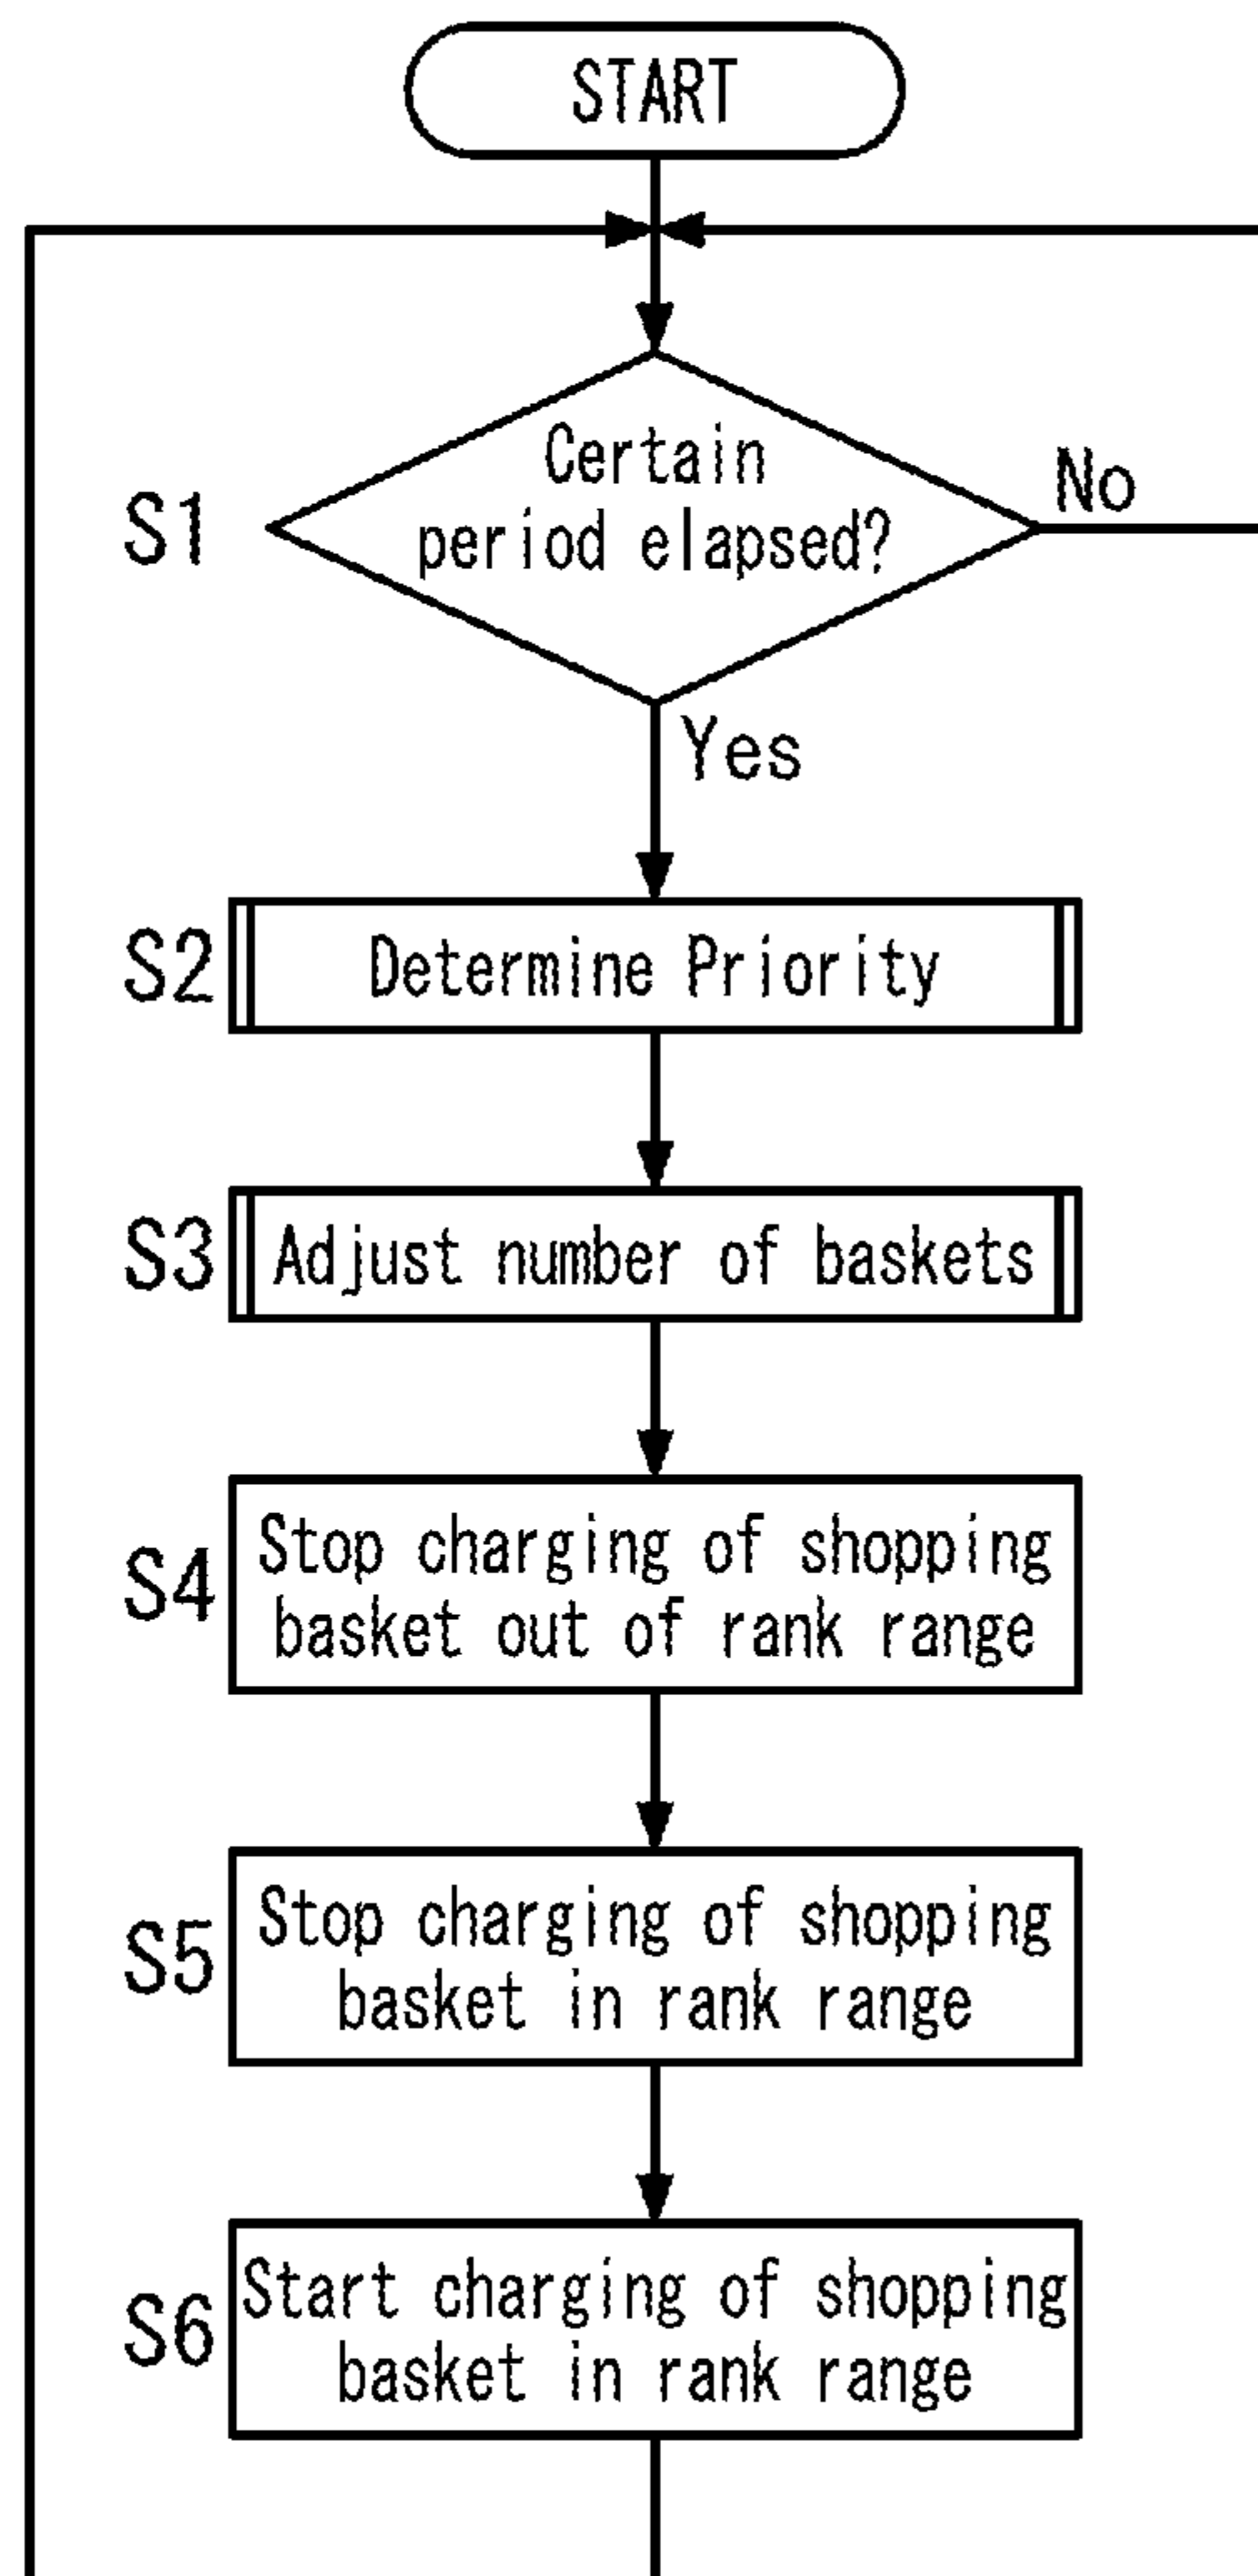 START
Certain
period elapsed?
S1
No
Yes
S2
Determine Priority
S3
Adjust number of baskets
S4
Stop charging of shopping
basket out of rank range
S5
Stop charging of shopping
basket in rank range
S6
Start charging of shopping
basket in rank range